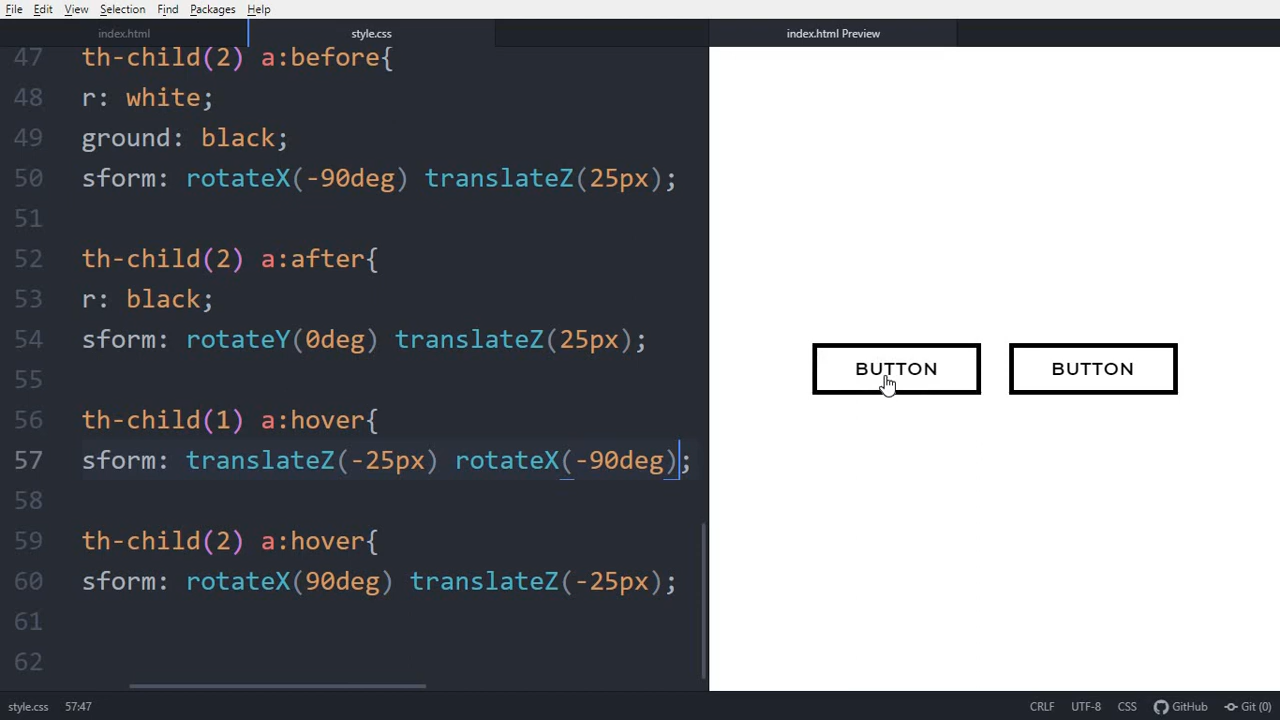 File Edit View Selection Find Packages Help
index.html style.css index.html Preview
47 th-child(2) a:before{
48 r: white;
49 ground: black;
50 sform: rotateX(-90deg) translateZ(25px);
51
52 th-child(2) a:after{
53 r: black;
54 sform: rotateY(0deg) translateZ(25px);
55
56 th-child(1) a:hover{
57 sform: translateZ(-25px) rotateX(-90deg);
58
59 th-child(2) a:hover{
60 sform: rotateX(90deg) translateZ(-25px);
61
62
BUTTON BUTTON
style.css 57:47 CRLF UTF-8 CSS GitHub Git (0)